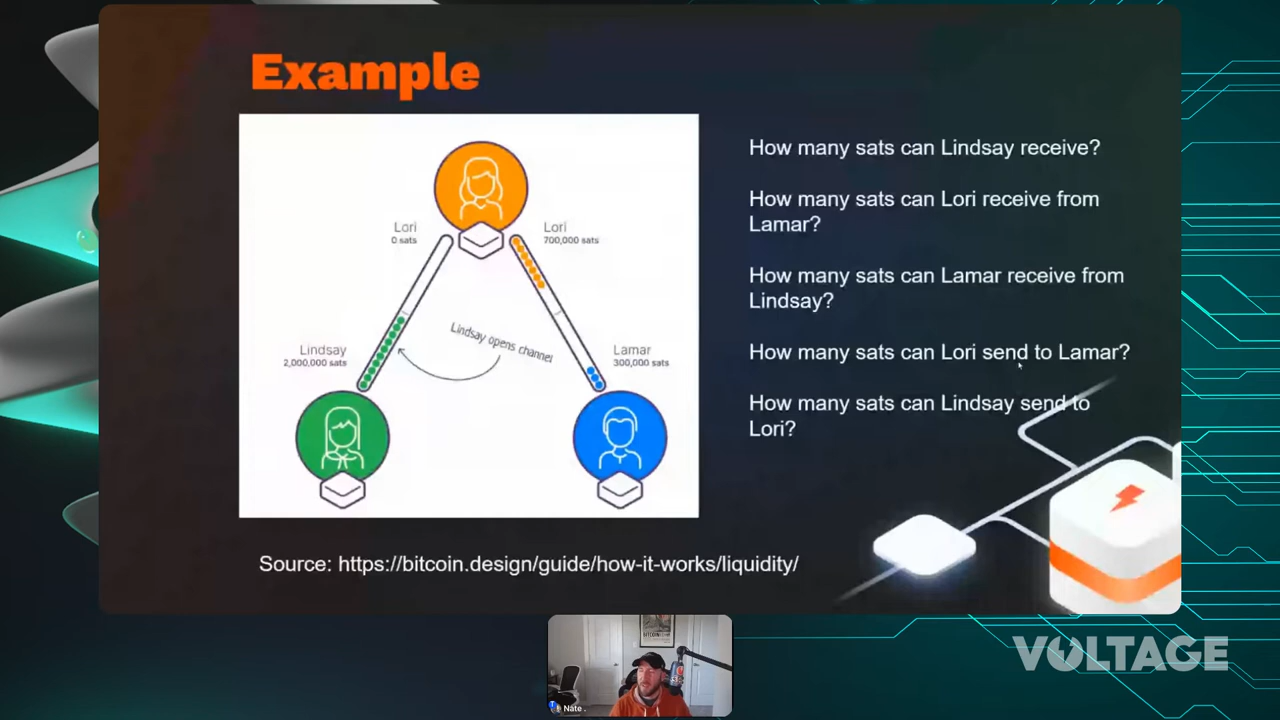 Example
Lori
0 sats
Lori
700,000 sats
Lindsay opens channel
Lindsay
2,000,000 sats
Lamar
300,000 sats
How many sats can Lindsay receive?
How many sats can Lori receive from
Lamar?
How many sats can Lamar receive from
Lindsay?
How many sats can Lori send to Lamar?
How many sats can Lindsay send to
Lori?
Source: https://bitcoin.design/guide/how-it-works/liquidity/
BITCOIN
Nate .
VOLTAGE